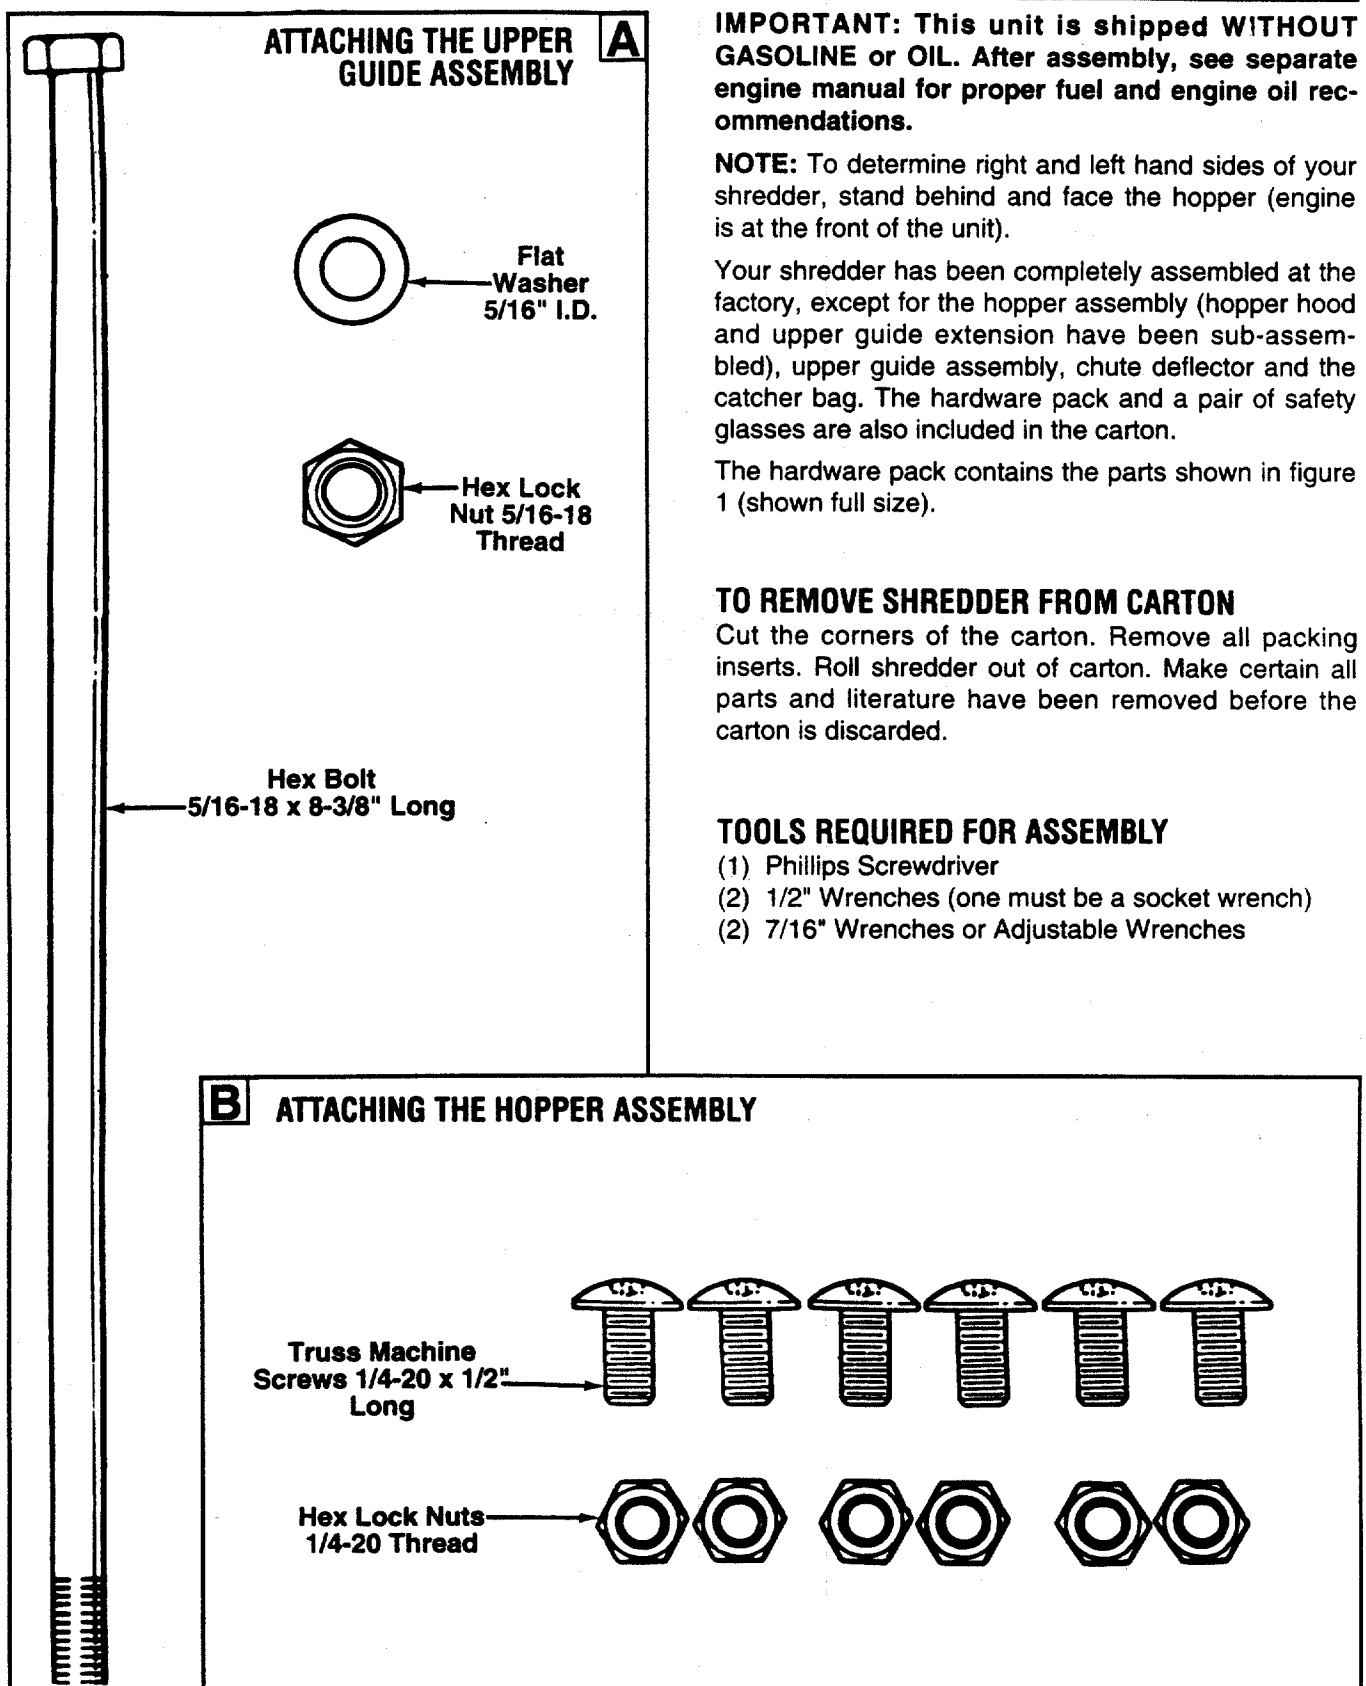 ATTACHING THE UPPER
GUIDE ASSEMBLY
A
Flat
Washer
5/16" I.D.
Hex Lock
Nut 5/16-18
Thread
Hex Bolt
5/16-18 x 8-3/8" Long
IMPORTANT: This unit is shipped WITHOUT
GASOLINE or OIL. After assembly, see separate
engine manual for proper fuel and engine oil rec-
ommendations.
NOTE: To determine right and left hand sides of your
shredder, stand behind and face the hopper (engine
is at the front of the unit).
Your shredder has been completely assembled at the
factory, except for the hopper assembly (hopper hood
and upper guide extension have been sub-assem-
bled), upper guide assembly, chute deflector and the
catcher bag. The hardware pack and a pair of safety
glasses are also included in the carton.
The hardware pack contains the parts shown in figure
1 (shown full size).
TO REMOVE SHREDDER FROM CARTON
Cut the corners of the carton. Remove all packing
inserts. Roll shredder out of carton. Make certain all
parts and literature have been removed before the
carton is discarded.
TOOLS REQUIRED FOR ASSEMBLY
(1) Phillips Screwdriver
(2) 1/2" Wrenches (one must be a socket wrench)
(2) 7/16" Wrenches or Adjustable Wrenches
B
ATTACHING THE HOPPER ASSEMBLY
Truss Machine
Screws 1/4-20 x 1/2"
Long
Hex Lock Nuts
1/4-20 Thread